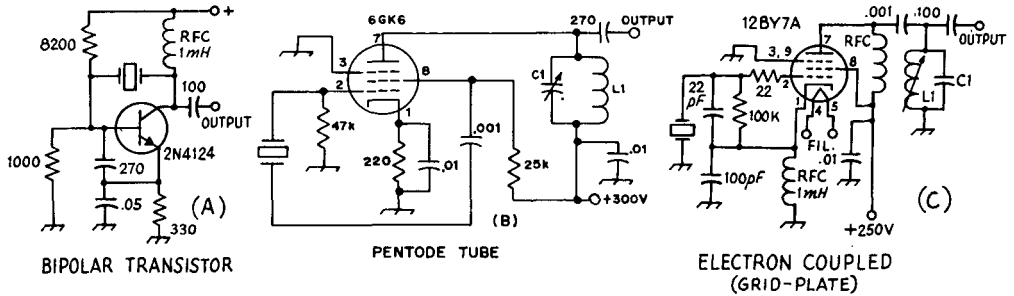 +
8200
RFC
1mH
100
OUTPUT
2N4124
1000
270
.05
330
(A)
BIPOLAR TRANSISTOR
6GK6
7
3
2
8
1
47k
220
.01
.001
25k
270
OUTPUT
C1
L1
.01
+300V
(B)
PENTODE TUBE
12BY7A
7
3, 9
8
2
22
22
pF
100K
1
4
5
FIL.
.01
100pF
RFC
1mH
RFC
.001
.100
OUTPUT
L1
C1
+250V
(C)
ELECTRON COUPLED
(GRID-PLATE)